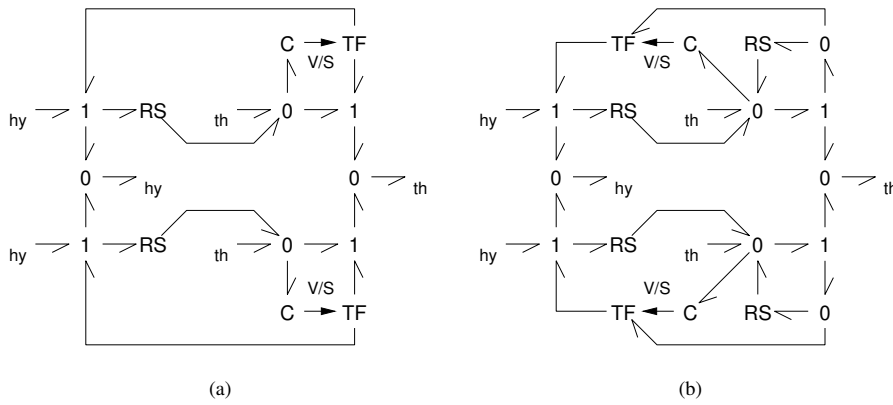 C TF TF C RS 0
V/S V/S
hy 1 RS th 0 1 hy 1 RS th 0 1
0 hy 0 th 0 hy 0 th
hy 1 RS th 0 1 hy 1 RS th 0 1
V/S V/S
C TF TF C RS 0
(a) (b)